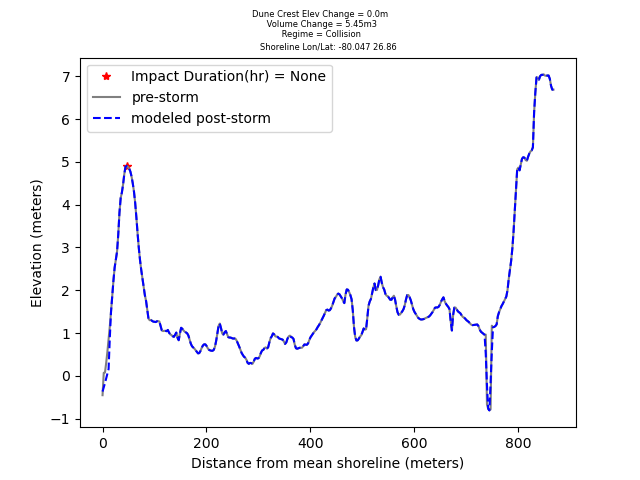 Dune Crest Elev Change = 0.0m
Volume Change = 5.45m3
Regime = Collision
Shoreline Lon/Lat: -80.047 26.86
Impact Duration(hr) = None
pre-storm
modeled post-storm
Elevation (meters)
7
6
5
4
3
2
1
0
−1
0 200 400 600 800
Distance from mean shoreline (meters)